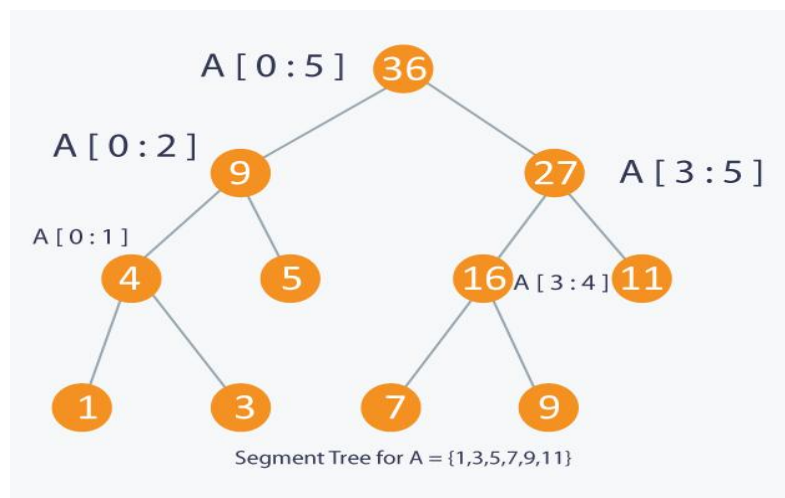 A [ 0 : 5 ] 36
A [ 0 : 2 ] 9 27 A [ 3 : 5 ]
A [ 0 : 1 ]
4 5 16 A [ 3 : 4 ] 11
1 3 7 9
Segment Tree for A = {1,3,5,7,9,11}